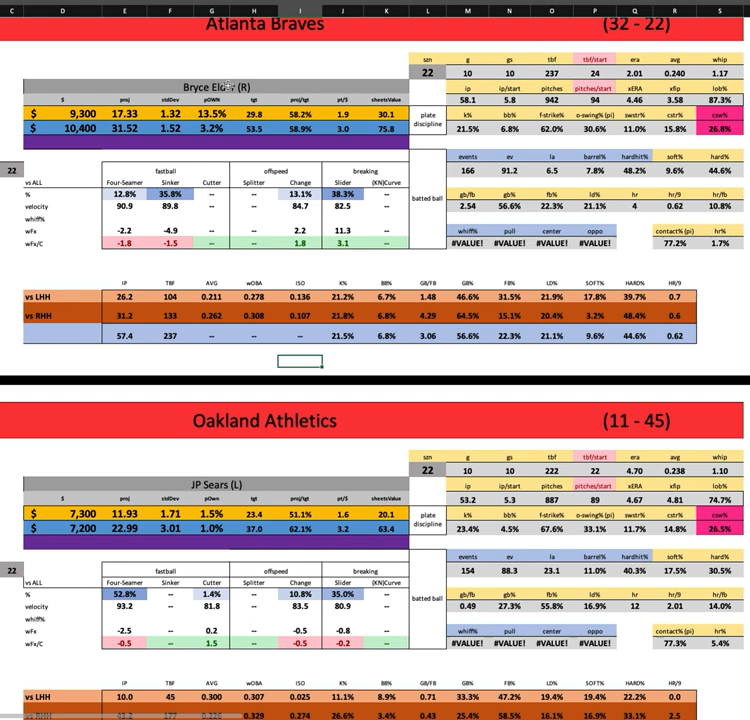 C D E F G H I J K L M N O P Q R S
Atlanta Braves (32 - 22)
szn g gs tbf tbf/start era avg whip
22 10 10 237 24 2.01 0.240 1.17
Bryce Elder (R) ip ip/start pitches pitches/start xERA xfip lob%
$ proj stdDev pOWN tgt proj/tgt pt/$ sheetsValue 58.1 5.8 942 94 4.46 3.58 87.3%
$ 9,300 17.33 1.32 13.5% 29.8 58.2% 1.9 30.1 plate discipline k% bb% f-strike% o-swing% (pi) swstr% cstr% csw%
$ 10,400 31.52 1.52 3.2% 53.5 58.9% 3.0 75.8 21.5% 6.8% 62.0% 30.6% 11.0% 15.8% 26.8%
events ev la barrel% hardhit% soft% hard%
22 fastball offspeed breaking 166 91.2 6.5 7.8% 48.2% 9.6% 44.6%
vs ALL Four-Seamer Sinker Cutter Splitter Change Slider (KN)Curve
% 12.8% 35.8% -- -- 13.1% 38.3% -- batted ball gb/fb gb% fb% ld% hr hr/9 hr/fb
velocity 90.9 89.8 -- -- 84.7 82.5 -- 2.54 56.6% 22.3% 21.1% 4 0.62 10.8%
whiff%
wFx -2.2 -4.9 -- -- 2.2 11.3 -- whiff% pull center oppo contact% (pi) hr%
wFx/C -1.8 -1.5 -- -- 1.8 3.1 -- #VALUE! #VALUE! #VALUE! #VALUE! 77.2% 1.7%
IP TBF AVG wOBA ISO K% BB% GB/FB GB% FB% LD% SOFT% HARD% HR/9
vs LHH 26.2 104 0.211 0.278 0.136 21.2% 6.7% 1.48 46.6% 31.5% 21.9% 17.8% 39.7% 0.7
vs RHH 31.2 133 0.262 0.308 0.107 21.8% 6.8% 4.29 64.5% 15.1% 20.4% 3.2% 48.4% 0.6
57.4 237 -- -- 21.5% 6.8% 3.06 56.6% 22.3% 21.1% 9.6% 44.6% 0.62
Oakland Athletics (11 - 45)
szn g gs tbf tbf/start era avg whip
22 10 10 222 22 4.70 0.238 1.10
JP Sears (L) ip ip/start pitches pitches/start xERA xfip lob%
$ proj stdDev pOwn tgt proj/tgt pt/$ sheetsValue 53.2 5.3 887 89 4.67 4.81 74.7%
$ 7,300 11.93 1.71 1.5% 23.4 51.1% 1.6 20.1 plate discipline k% bb% f-strike% o-swing% (pi) swstr% cstr% csw%
$ 7,200 22.99 3.01 1.0% 37.0 62.1% 3.2 63.4 23.4% 4.5% 67.6% 33.1% 11.7% 14.8% 26.5%
events ev la barrel% hardhit% soft% hard%
22 fastball offspeed breaking 154 88.3 23.1 11.0% 40.3% 17.5% 30.5%
vs ALL Four-Seamer Sinker Cutter Splitter Change Slider (KN)Curve
% 52.8% -- 1.4% -- 10.8% 35.0% -- batted ball gb/fb gb% fb% ld% hr hr/9 hr/fb
velocity 93.2 -- 81.8 -- 83.5 80.9 -- 0.49 27.3% 55.8% 16.9% 12 2.01 14.0%
whiff%
wFx -2.5 -- 0.2 -- -0.5 -0.8 -- whiff% pull center oppo contact% (pi) hr%
wFx/C -0.5 -- 1.5 -- -0.5 -0.2 -- #VALUE! #VALUE! #VALUE! #VALUE! 77.3% 5.4%
IP TBF AVG wOBA ISO K% BB% GB/FB GB% FB% LD% SOFT% HARD% HR/9
vs LHH 10.0 45 0.300 0.307 0.025 11.1% 8.9% 0.71 33.3% 47.2% 19.4% 19.4% 22.2% 0.0
vs RHH 43.2 177 0.329 0.274 26.6% 3.4% 0.43 25.4% 58.5% 16.1% 16.9% 33.1% 2.5